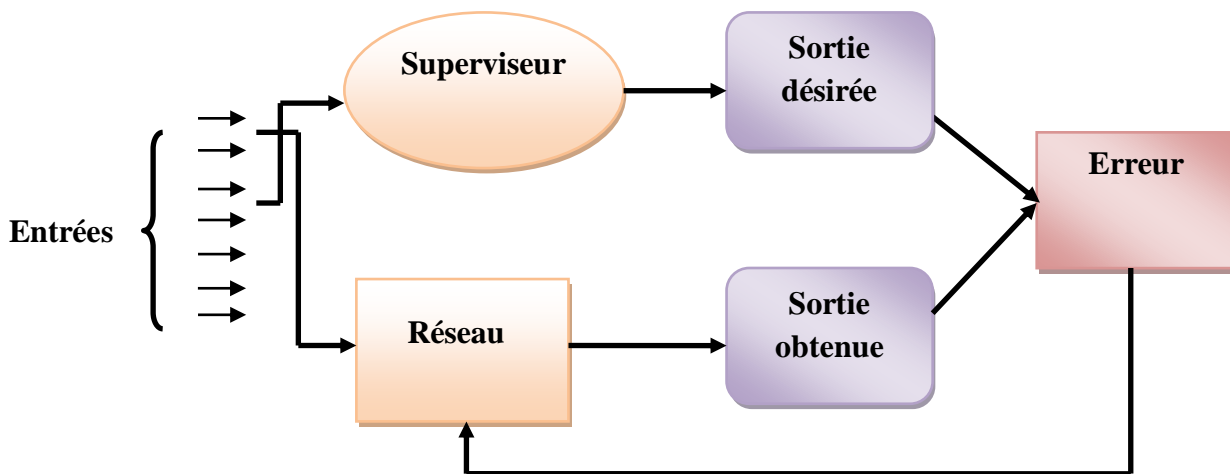 Superviseur
Sortie
désirée
Erreur
Entrées
Réseau
Sortie
obtenue